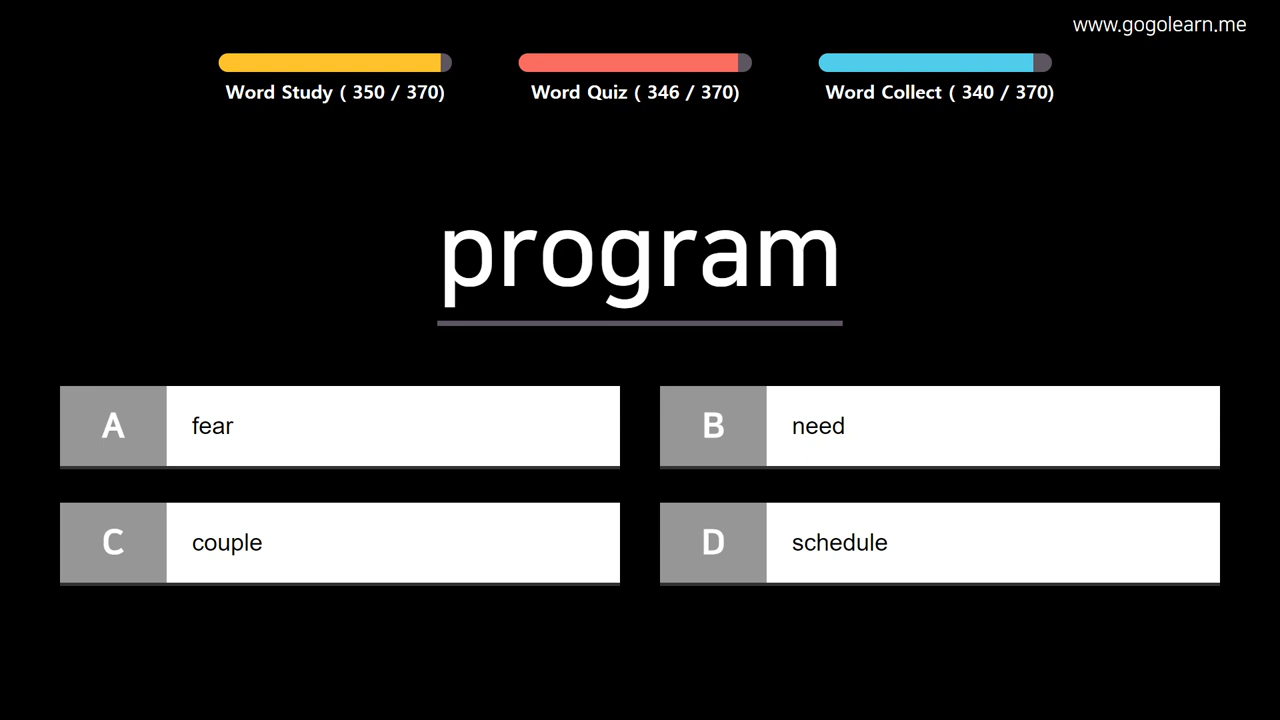 www.gogolearn.me
Word Study ( 350 / 370)
Word Quiz ( 346 / 370)
Word Collect ( 340 / 370)
program
A fear
B need
C couple
D schedule